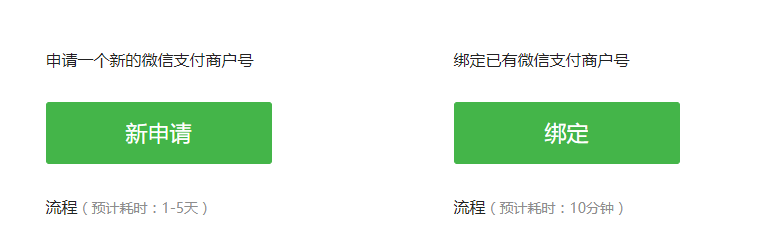 申请一个新的微信支付商户号
绑定已有微信支付商户号
新申请
绑定
流程（预计耗时：1-5天）
流程（预计耗时：10分钟）